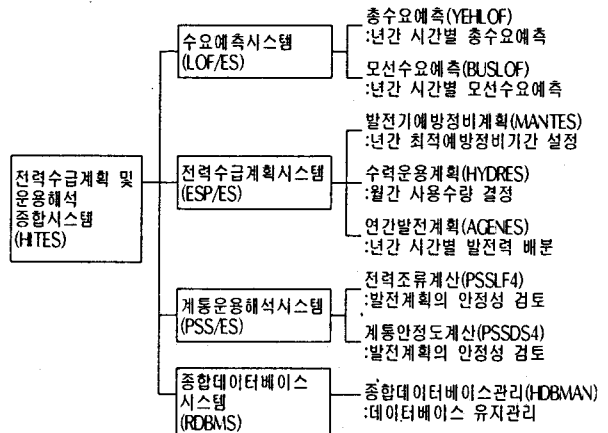 전력수급계획 및
운용해석
종합시스템
(HITES)
수요예측시스템
(LOF/ES)
총수요예측(YEHLOF)
:년간 시간별 총수요예측
모선수요예측(BUSLOF)
:년간 시간별 모선수요예측
전력수급계획시스템
(ESP/ES)
발전기예방정비계획(MANTES)
:년간 최적예방정비기간 설정
수력운용계획(HYDRES)
:월간 사용수량 결정
연간발전계획(AGENES)
:년간 시간별 발전력 배분
계통운용해석시스템
(PSS/ES)
전력조류계산(PSSLF4)
:발전계획의 안정성 검토
계통안정도계산(PSSDS4)
:발전계획의 안정성 검토
종합데이터베이스
시스템
(RDBMS)
종합데이터베이스관리(HDBMAN)
:데이터베이스 유지관리